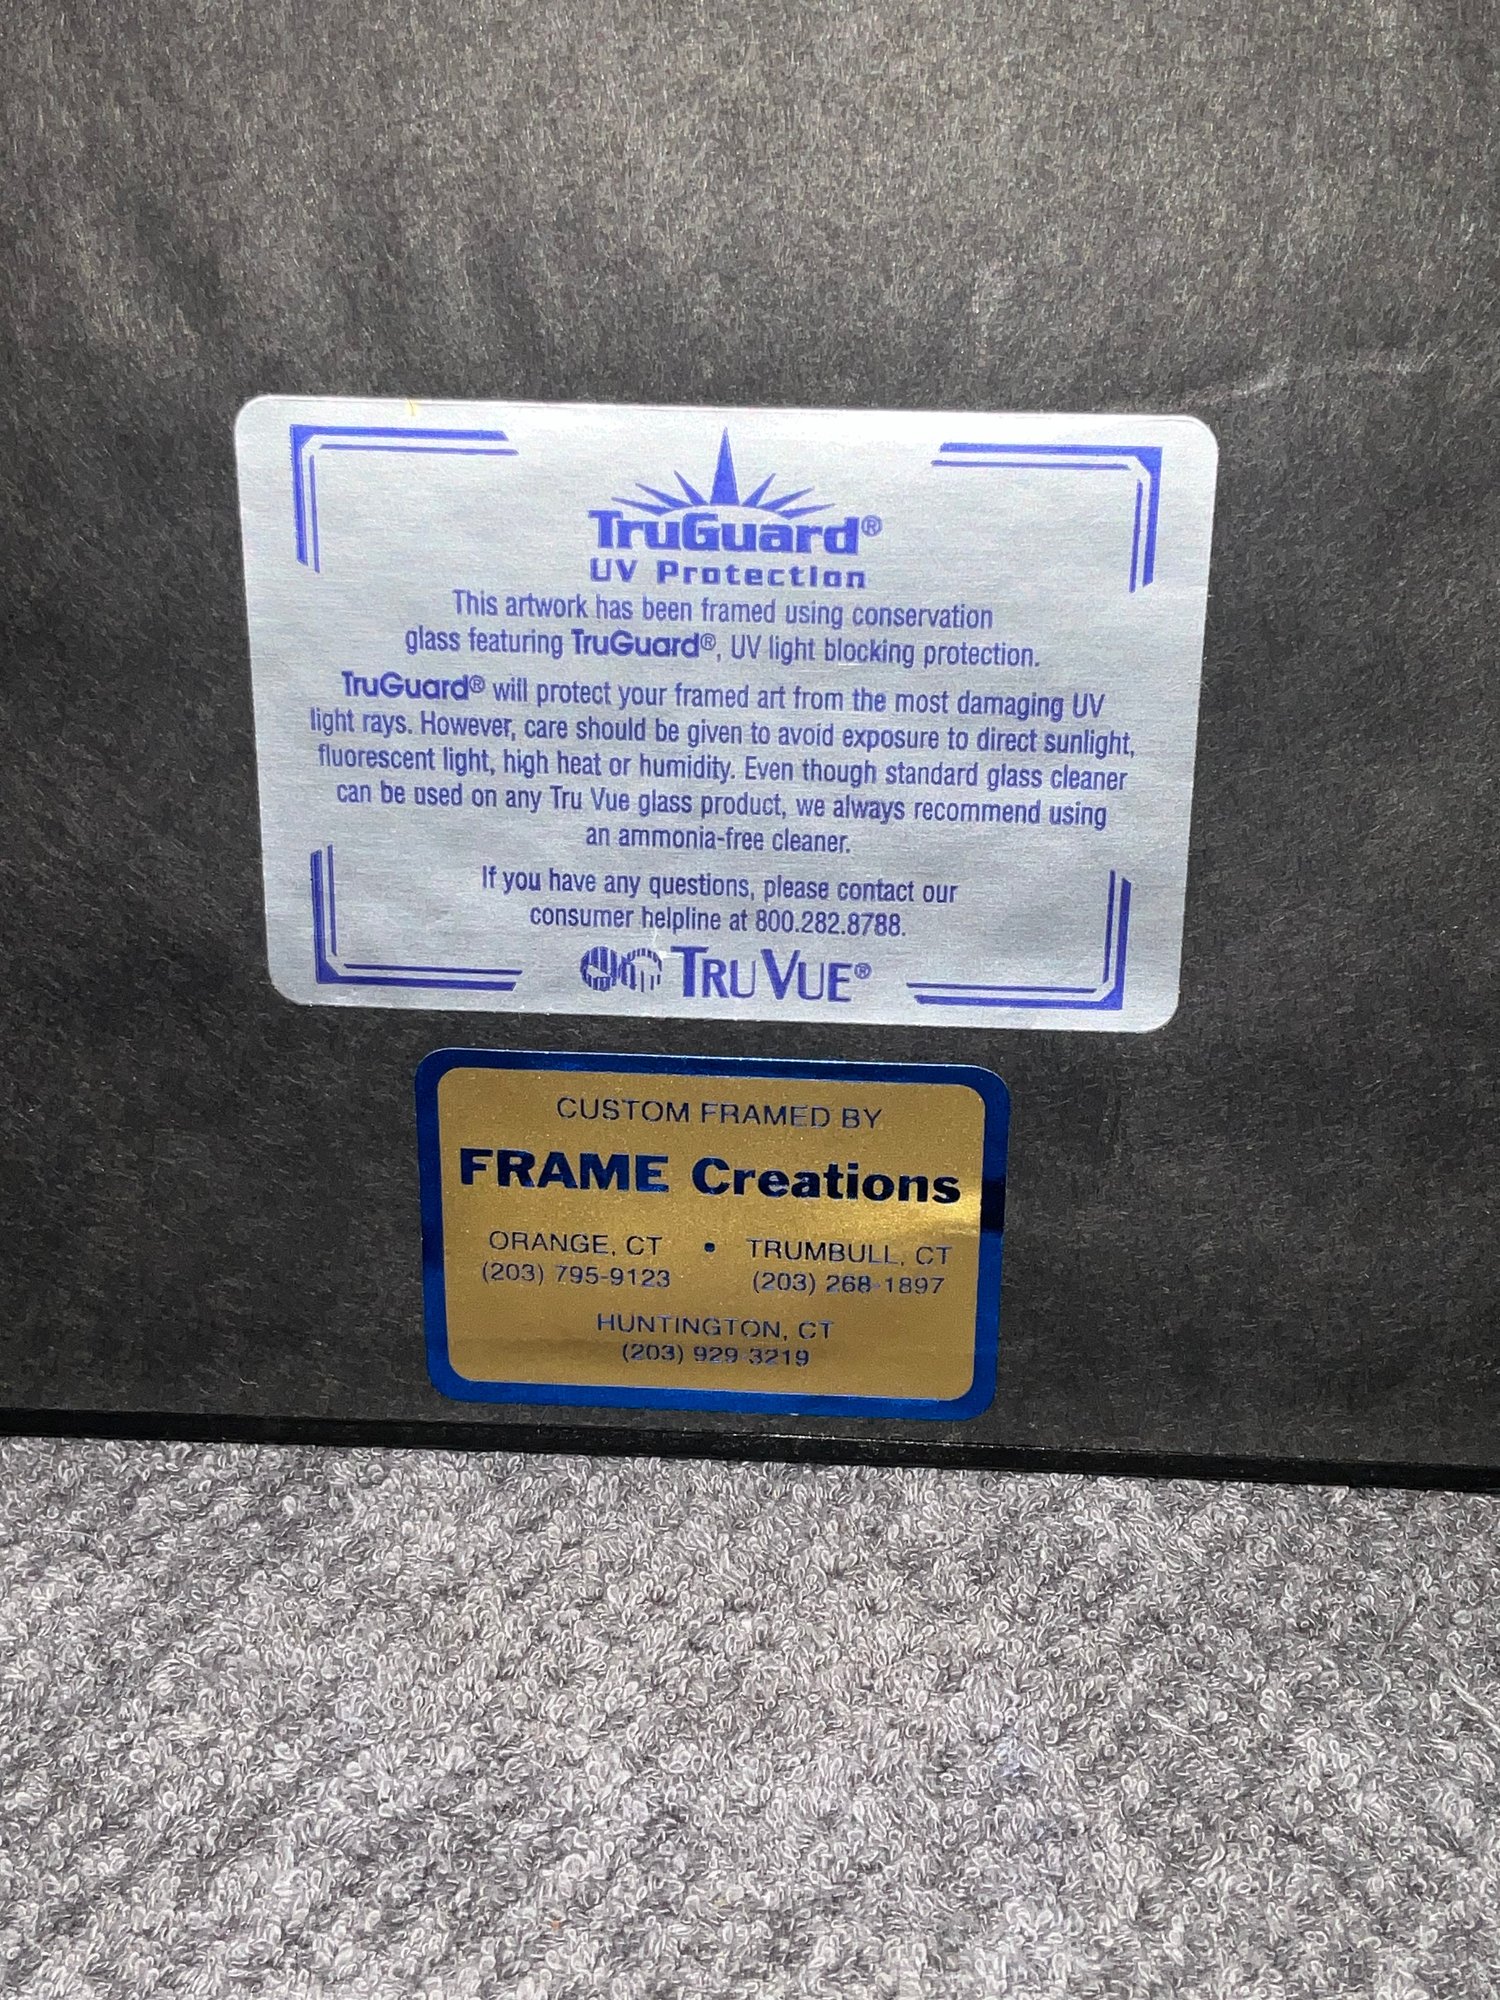 TruGuard®
UV Protection
This artwork has been framed using conservation
glass featuring TruGuard®, UV light blocking protection.
TruGuard® will protect your framed art from the most damaging UV
light rays. However, care should be given to avoid exposure to direct sunlight,
fluorescent light, high heat or humidity. Even though standard glass cleaner
can be used on any Tru Vue glass product, we always recommend using
an ammonia-free cleaner.
If you have any questions, please contact our
consumer helpline at 800.282.8788.
TRU VUE®
CUSTOM FRAMED BY
FRAME Creations
ORANGE, CT • TRUMBULL, CT
(203) 795-9123 (203) 268-1897
HUNTINGTON, CT
(203) 929-3219